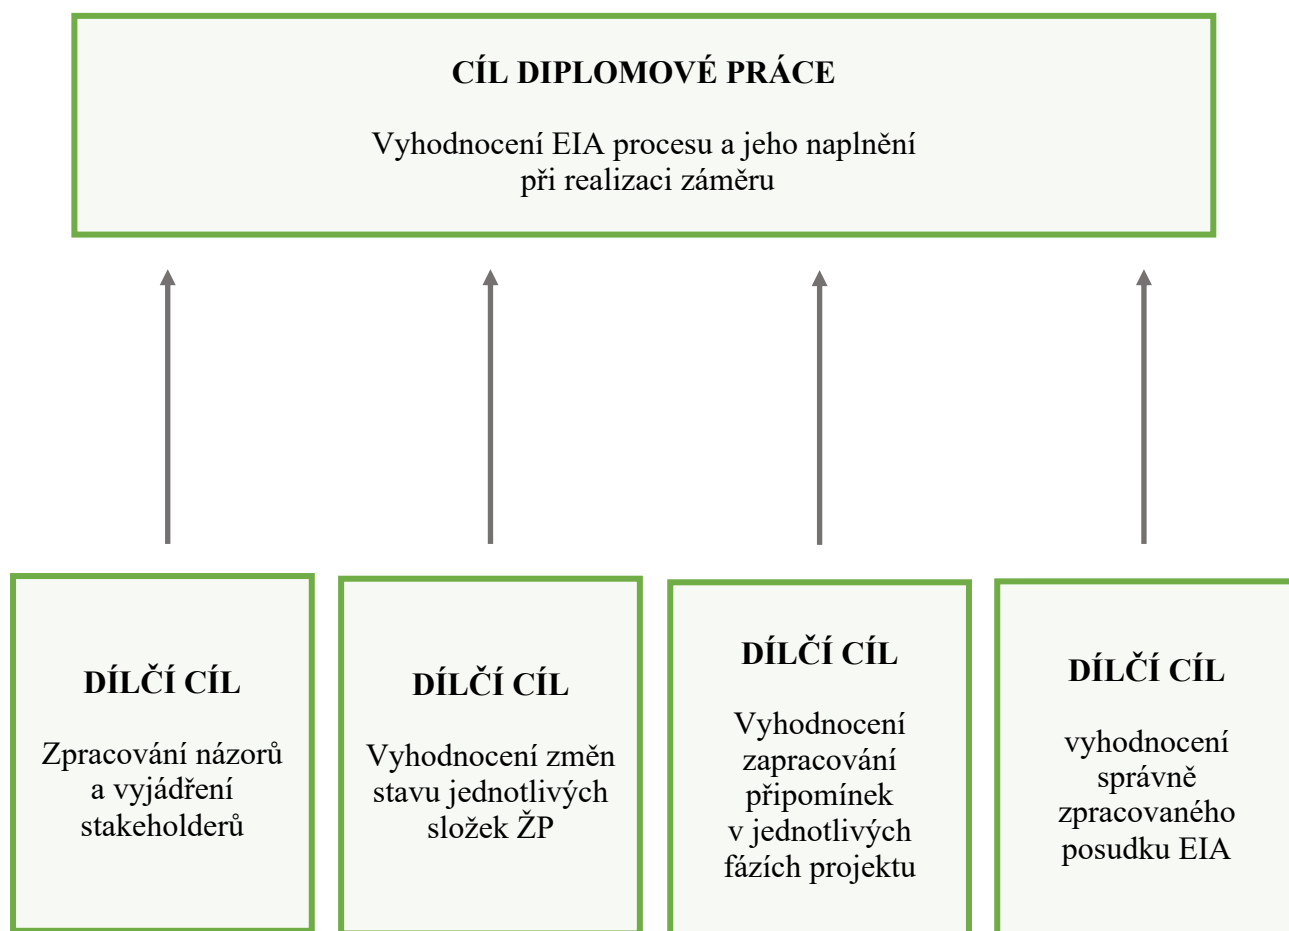 CÍL DIPLOMOVÉ PRÁCE
Vyhodnocení EIA procesu a jeho naplnění
při realizaci záměru
DÍLČÍ CÍL
Zpracování názorů
a vyjádření
stakeholderů
DÍLČÍ CÍL
Vyhodnocení změn
stavu jednotlivých
složek ŽP
DÍLČÍ CÍL
Vyhodnocení
zapracování
připomínek
v jednotlivých
fázích projektu
DÍLČÍ CÍL
vyhodnocení
správně
zpracovaného
posudku EIA